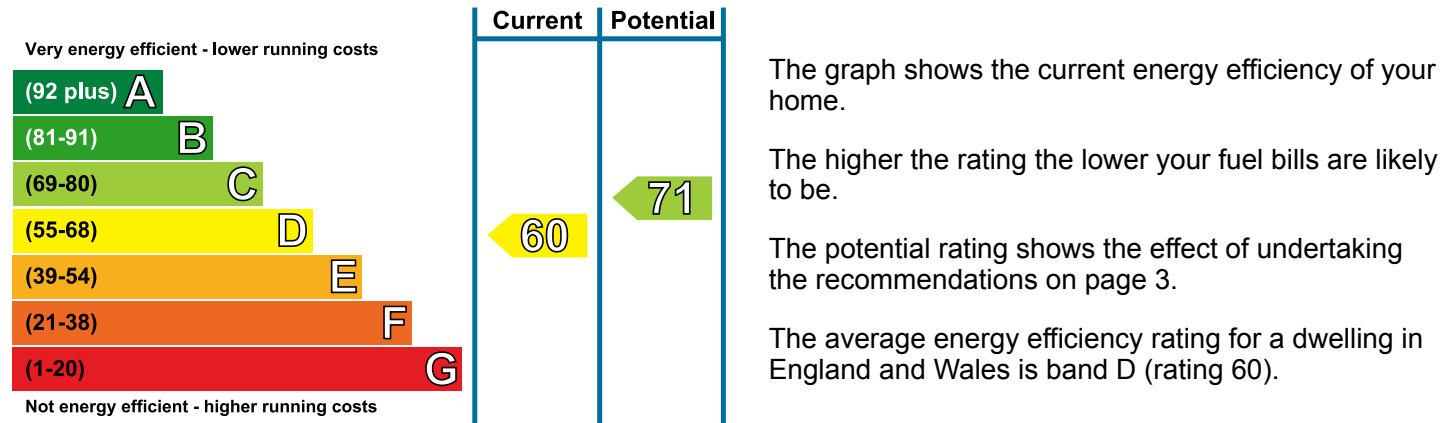 Current Potential
Very energy efficient - lower running costs
(92 plus) A
(81-91) B
(69-80) C
71
(55-68) D
60
(39-54) E
(21-38) F
(1-20) G
Not energy efficient - higher running costs
The graph shows the current energy efficiency of your
home.
The higher the rating the lower your fuel bills are likely
to be.
The potential rating shows the effect of undertaking
the recommendations on page 3.
The average energy efficiency rating for a dwelling in
England and Wales is band D (rating 60).